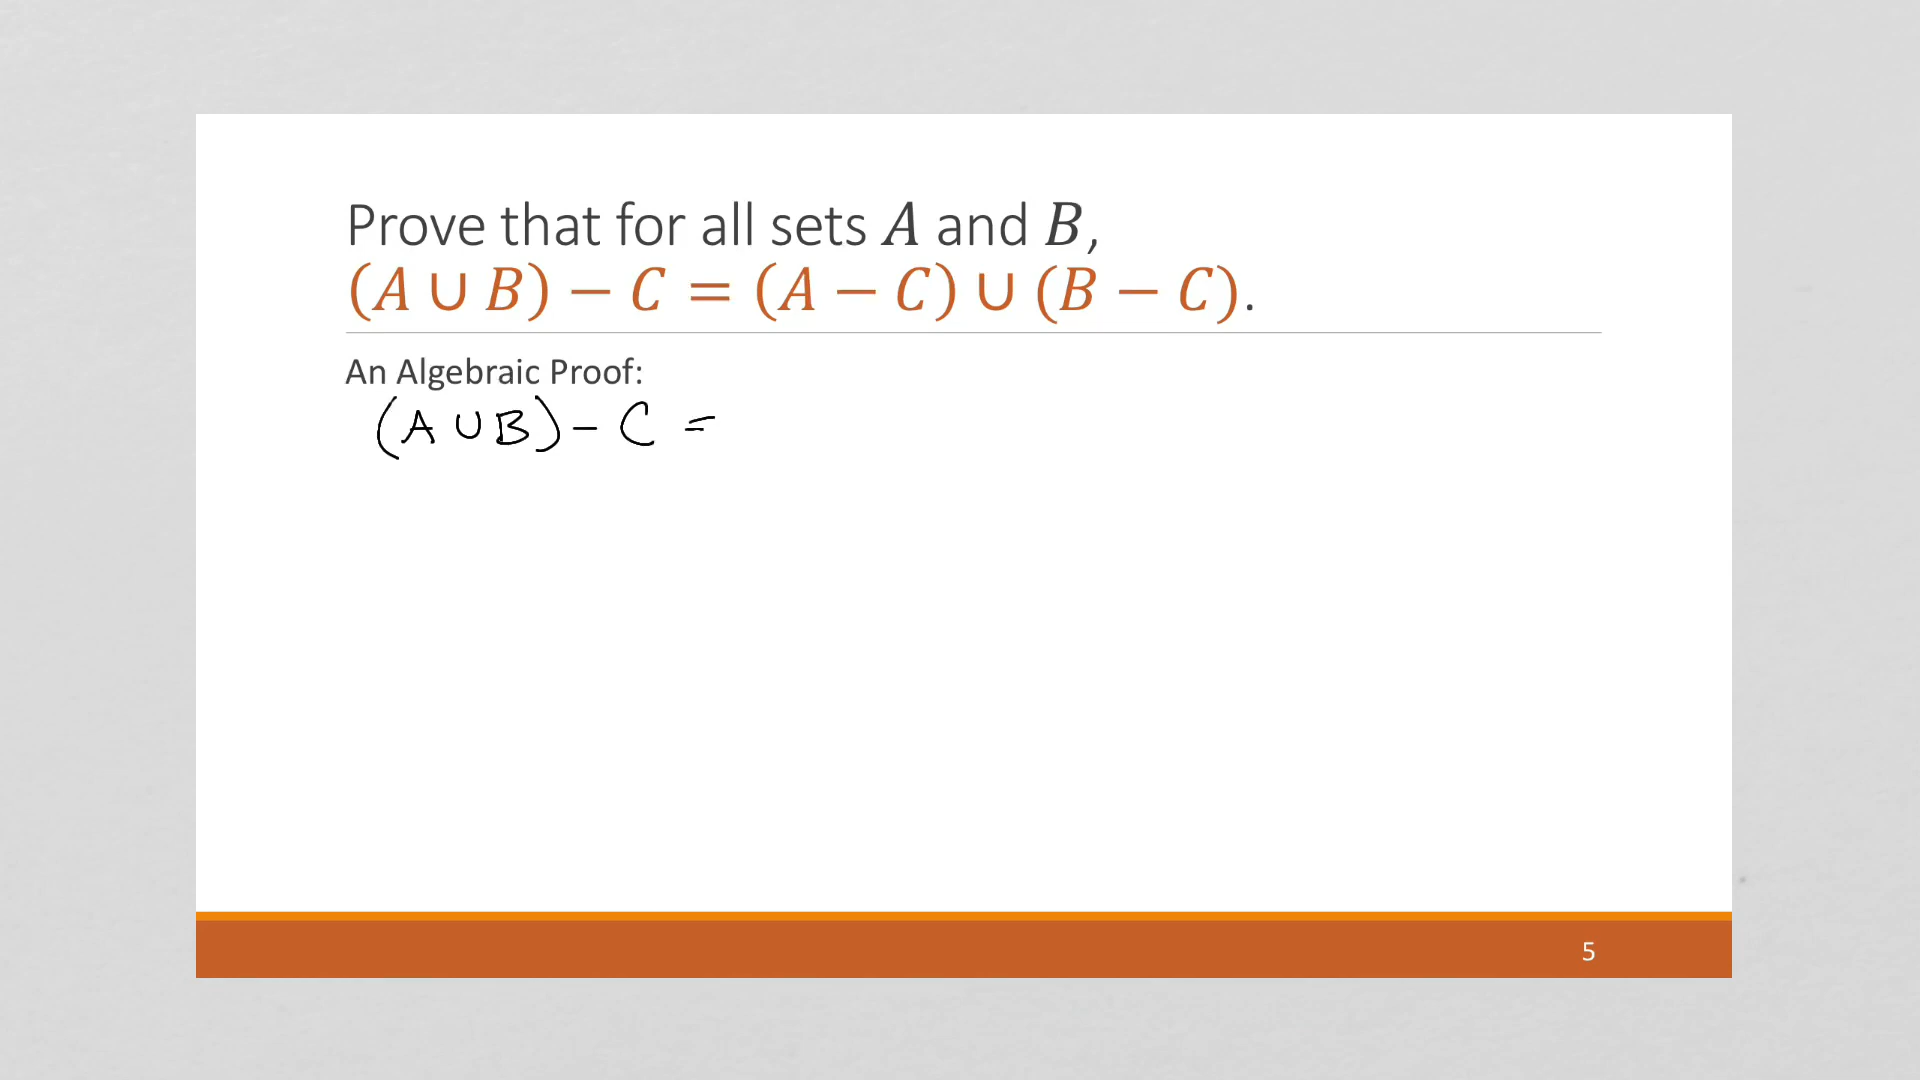 Prove that for all sets A and B,
(A ∪ B) − C = (A − C) ∪ (B − C).
An Algebraic Proof:
(A ∪ B) − C =
5